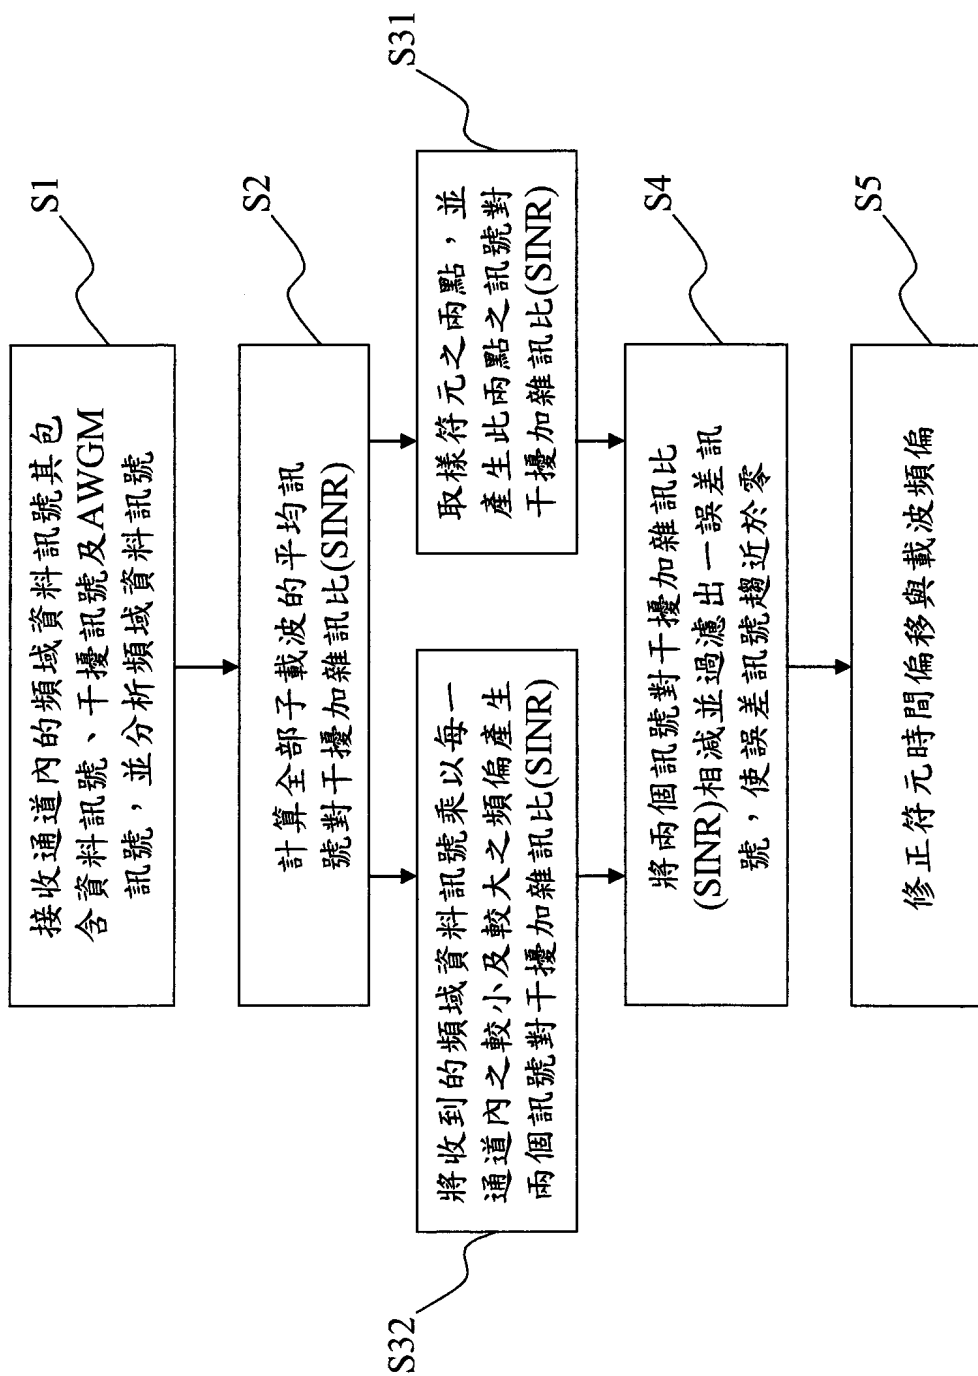 S1
接收通道內的頻域資料訊號其包
含資料訊號、干擾訊號及AWGM
訊號，並分析頻域資料訊號
S2
計算全部子載波的平均訊
號對干擾加雜訊比(SINR)
S31
取樣符元之兩點，並
產生此兩點之訊號對
干擾加雜訊比(SINR)
S32
將收到的頻域資料訊號乘以每一
通道內之較小及較大之頻偏產生
兩個訊號對干擾加雜訊比(SINR)
S4
將兩個訊號對干擾加雜訊比
(SINR)相減並過濾出一誤差訊
號，使誤差訊號趨近於零
S5
修正符元時間偏移與載波頻偏